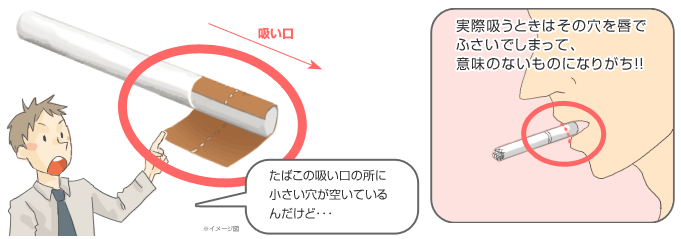 吸い口
たばこの吸い口の所に
小さい穴が空いている
んだけど・・・
※イメージ図
実際吸うときはその穴を唇で
ふさいでしまって、
意味のないものになりがち!!